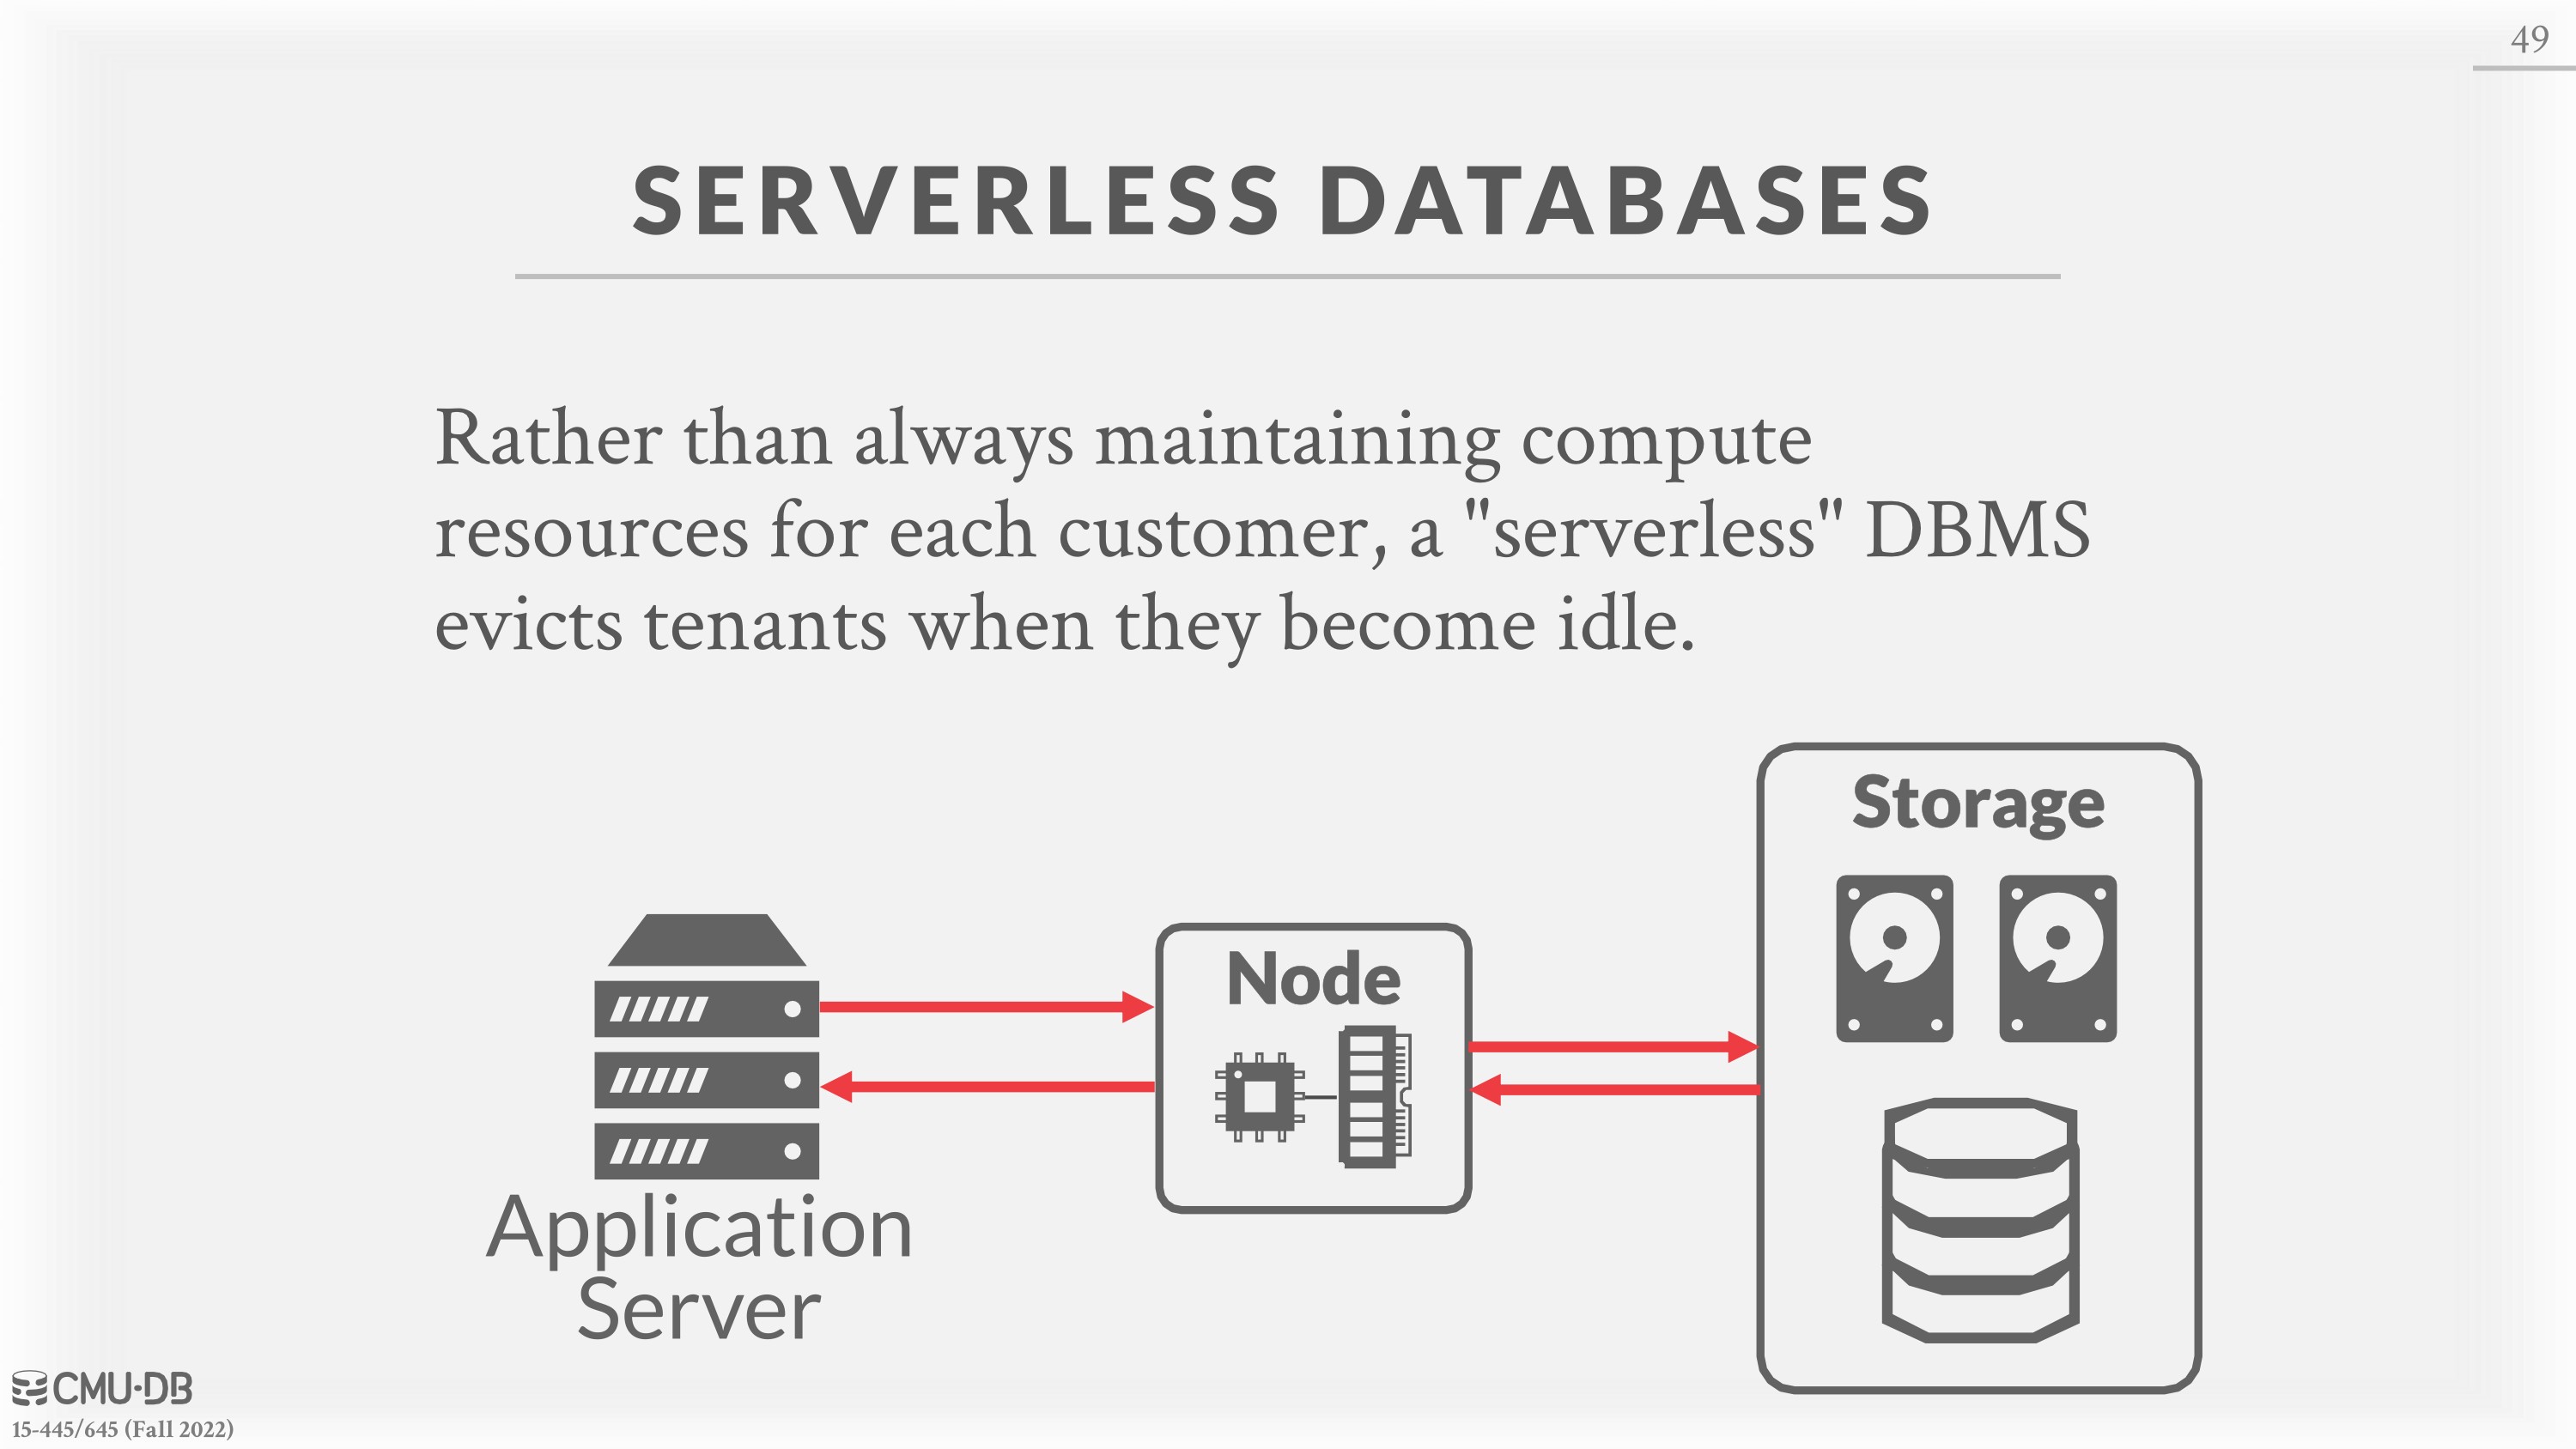 49
SERVERLESS DATABASES
Rather than always maintaining compute
resources for each customer, a "serverless" DBMS
evicts tenants when they become idle.
Storage
Node
Application
Server
CMU·DB
15-445/645 (Fall 2022)